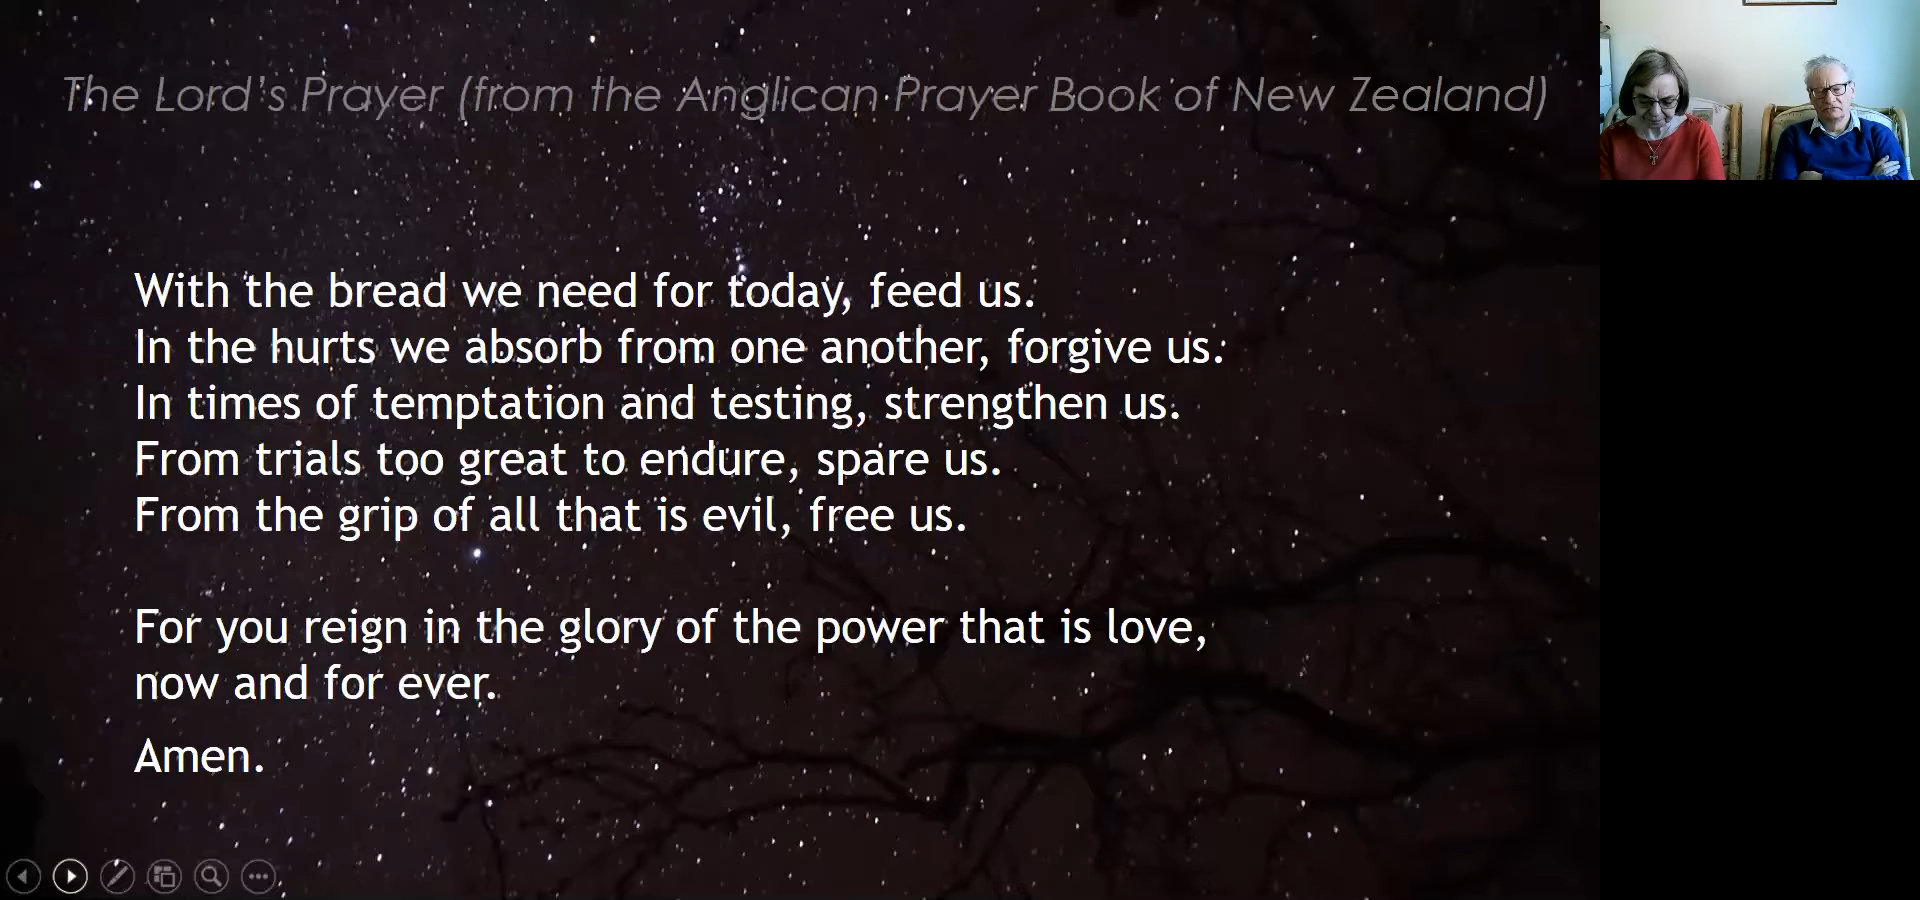 The Lord's Prayer (from the Anglican Prayer Book of New Zealand)
With the bread we need for today, feed us.
In the hurts we absorb from one another, forgive us.
In times of temptation and testing, strengthen us.
From trials too great to endure, spare us.
From the grip of all that is evil, free us.
For you reign in the glory of the power that is love,
now and for ever.
Amen.